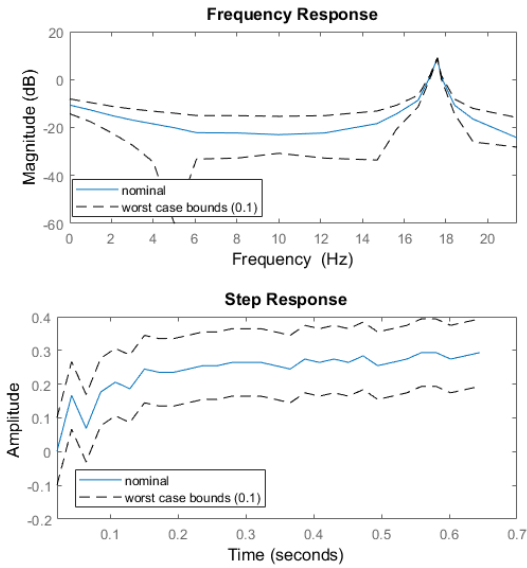 Frequency Response
Magnitude (dB)
20
0
-20
-40
-60
nominal
worst case bounds (0.1)
0 2 4 6 8 10 12 14 16 18 20
Frequency (Hz)
Step Response
Amplitude
0.4
0.3
0.2
0.1
0
-0.1
-0.2
nominal
worst case bounds (0.1)
0.1 0.2 0.3 0.4 0.5 0.6 0.7
Time (seconds)